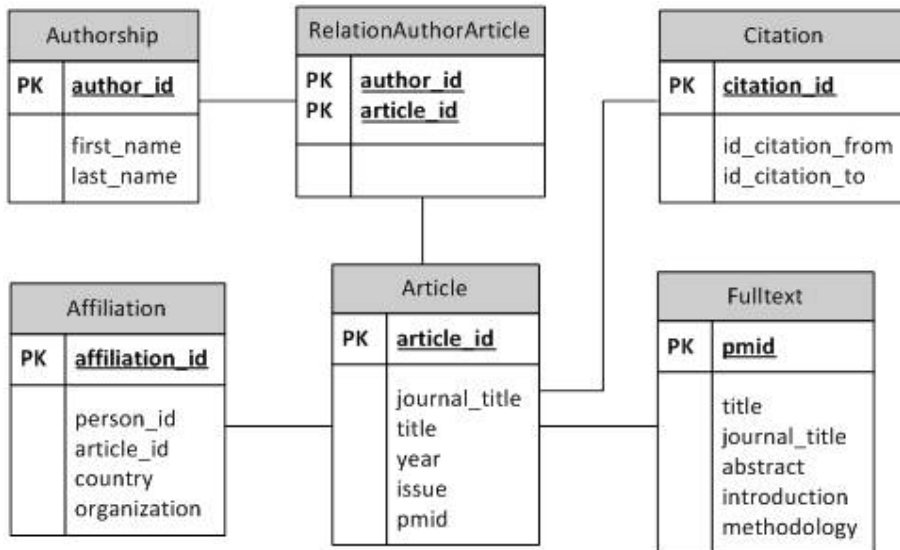 Authorship
PK author_id
first_name
last_name
RelationAuthorArticle
PK author_id
PK article_id
Citation
PK citation_id
id_citation_from
id_citation_to
Affiliation
PK affiliation_id
person_id
article_id
country
organization
Article
PK article_id
journal_title
title
year
issue
pmid
Fulltext
PK pmid
title
journal_title
abstract
introduction
methodology